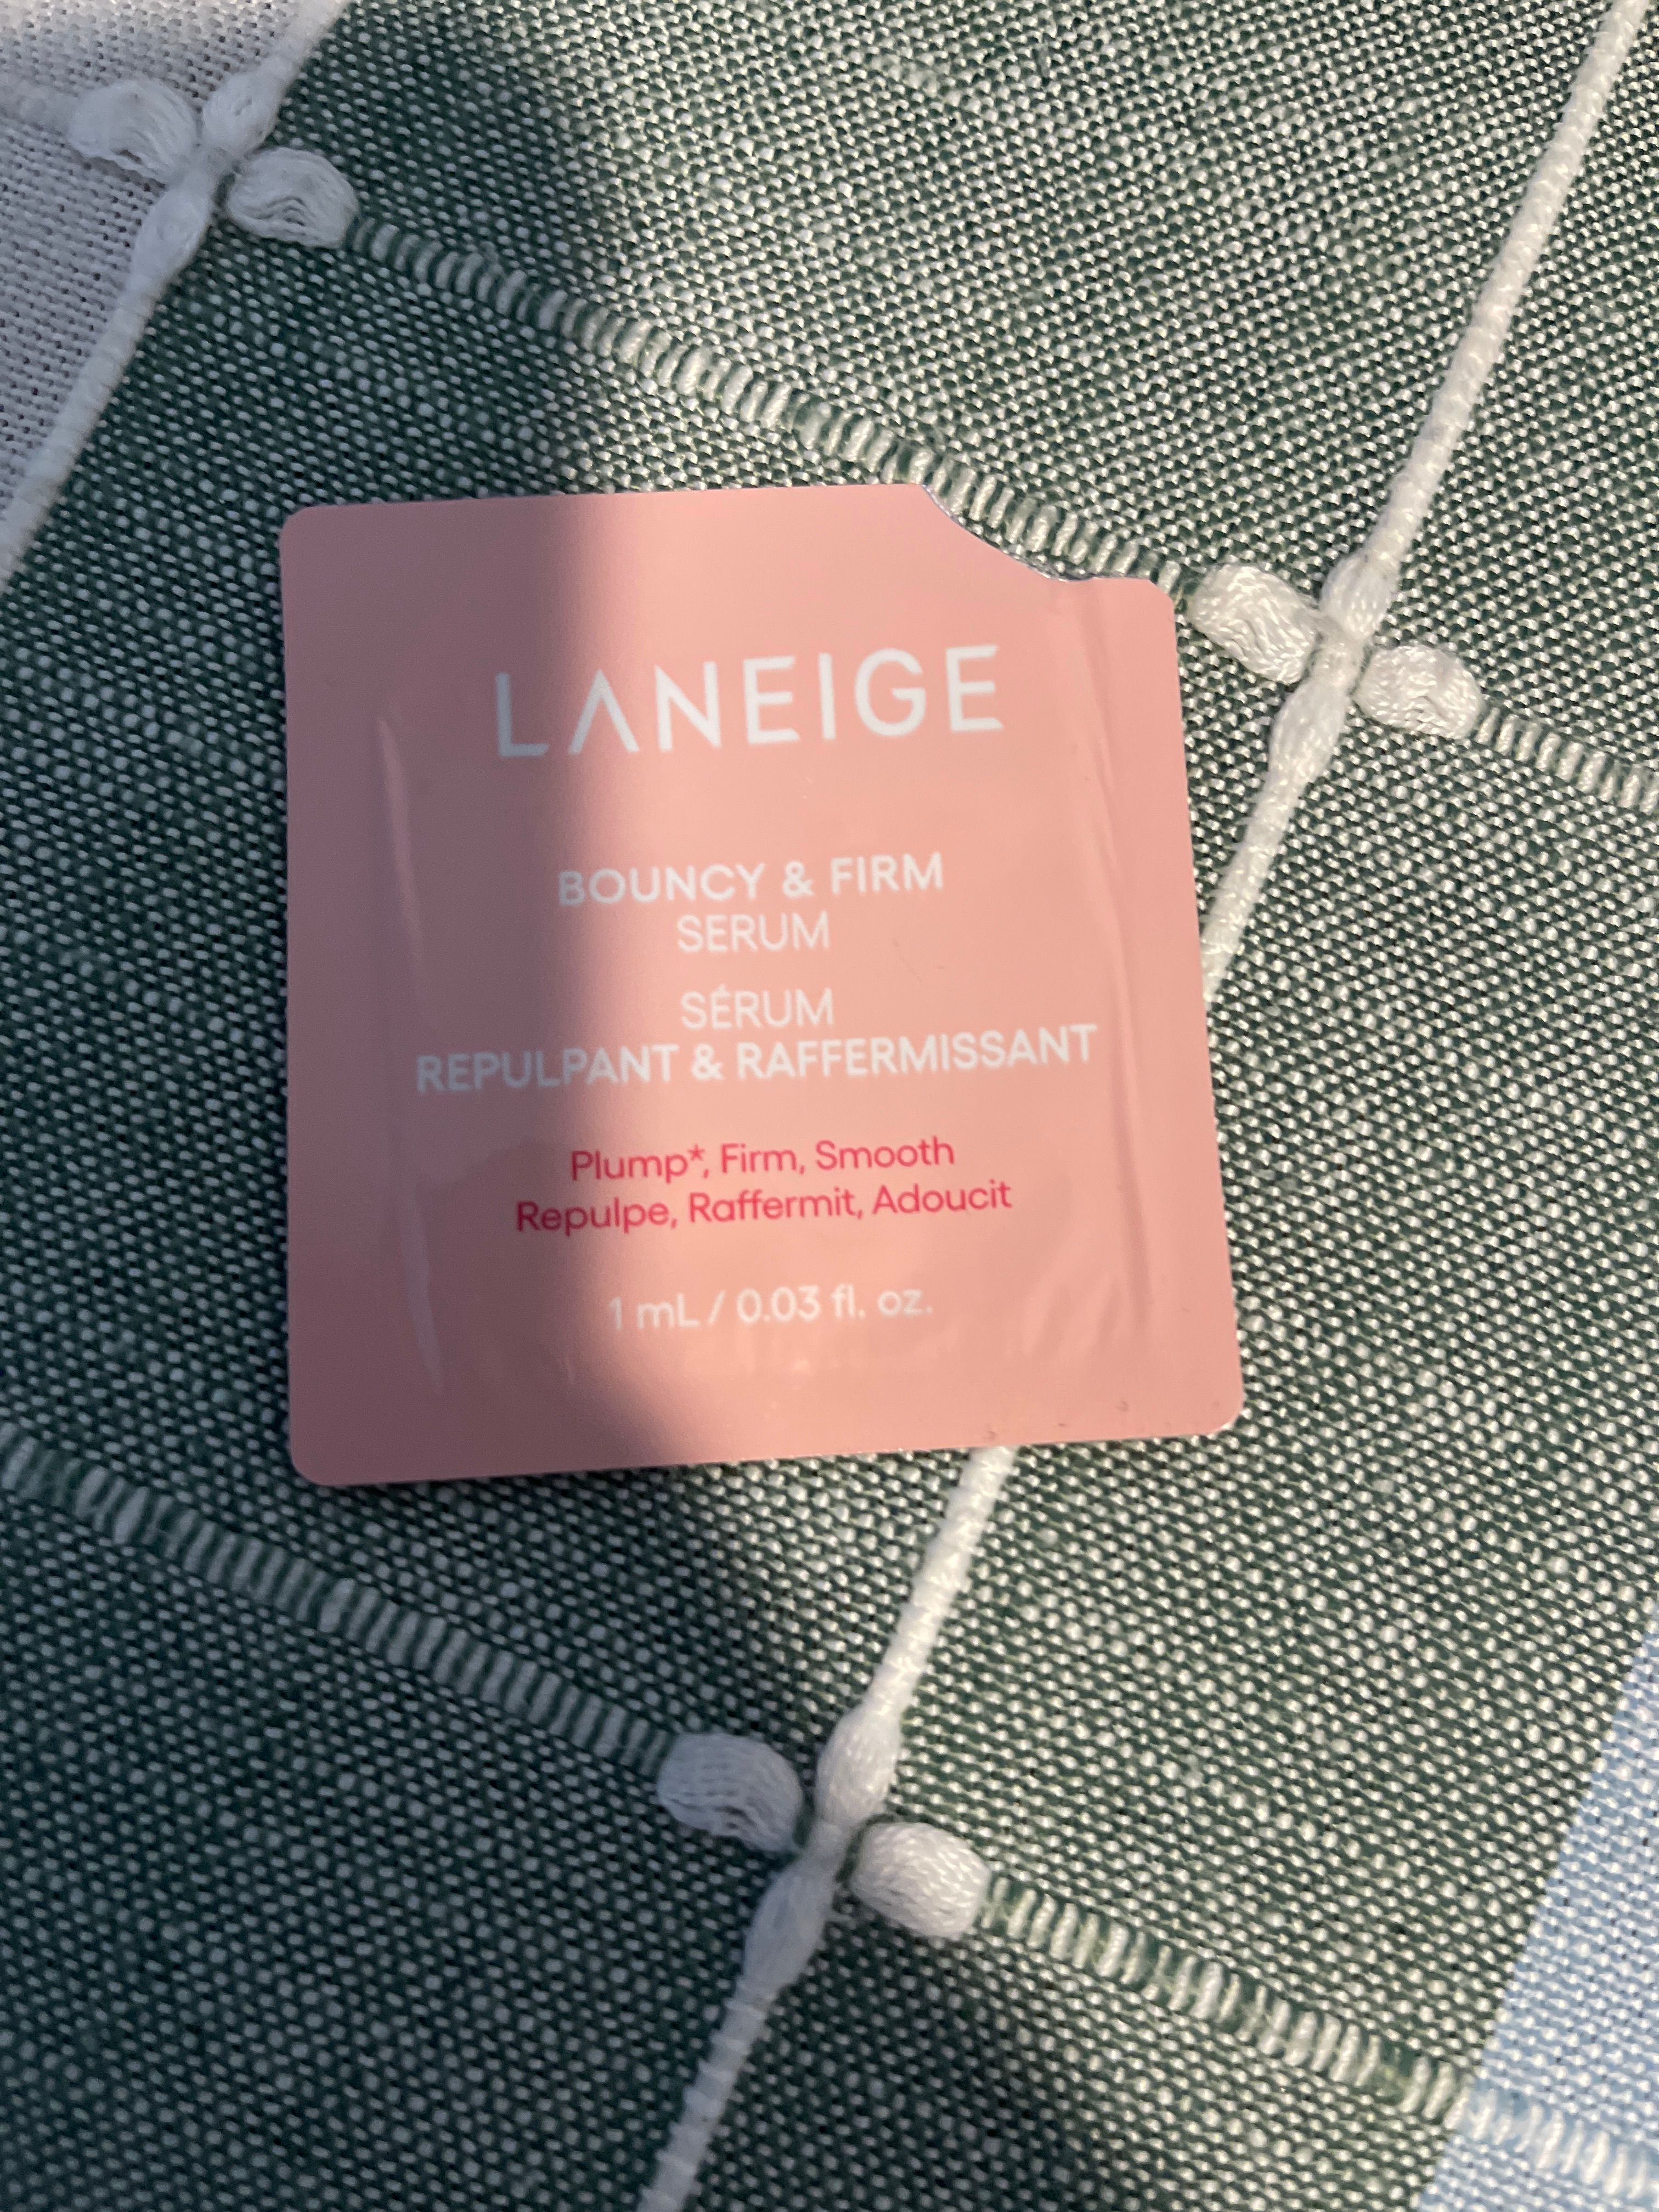 LANEIGE
BOUNCY & FIRM
SERUM
SÉRUM
REPULPANT & RAFFERMISSANT
Plump*, Firm, Smooth
Repulpe, Raffermit, Adoucit
1 mL / 0.03 fl. oz.